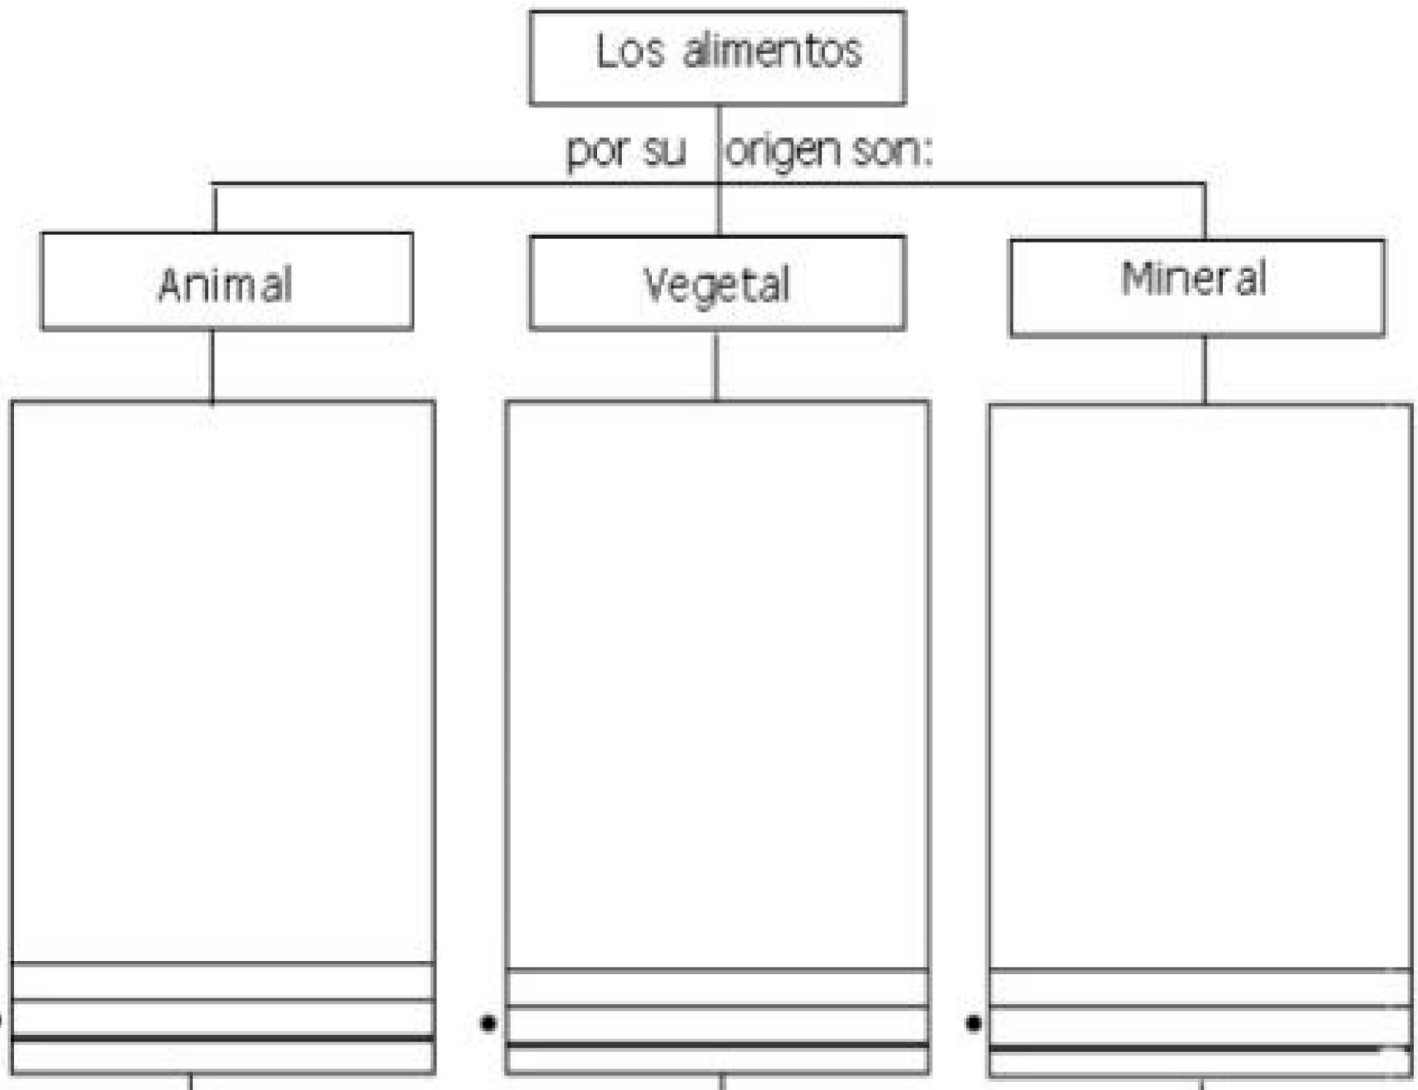 Los alimentos
por su origen son:
Animal
Vegetal
Mineral